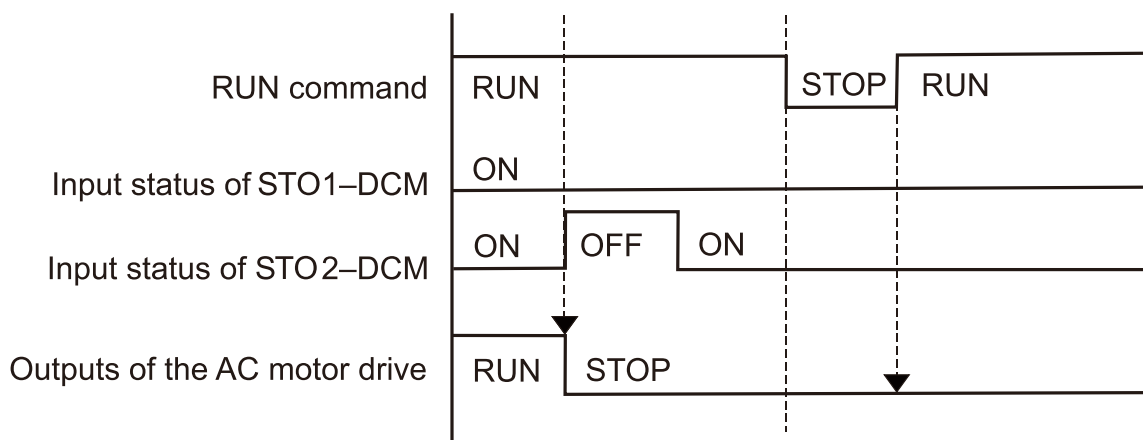 RUN command
RUN
STOP
RUN
Input status of STO1–DCM
ON
Input status of STO2–DCM
ON
OFF
ON
Outputs of the AC motor drive
RUN
STOP